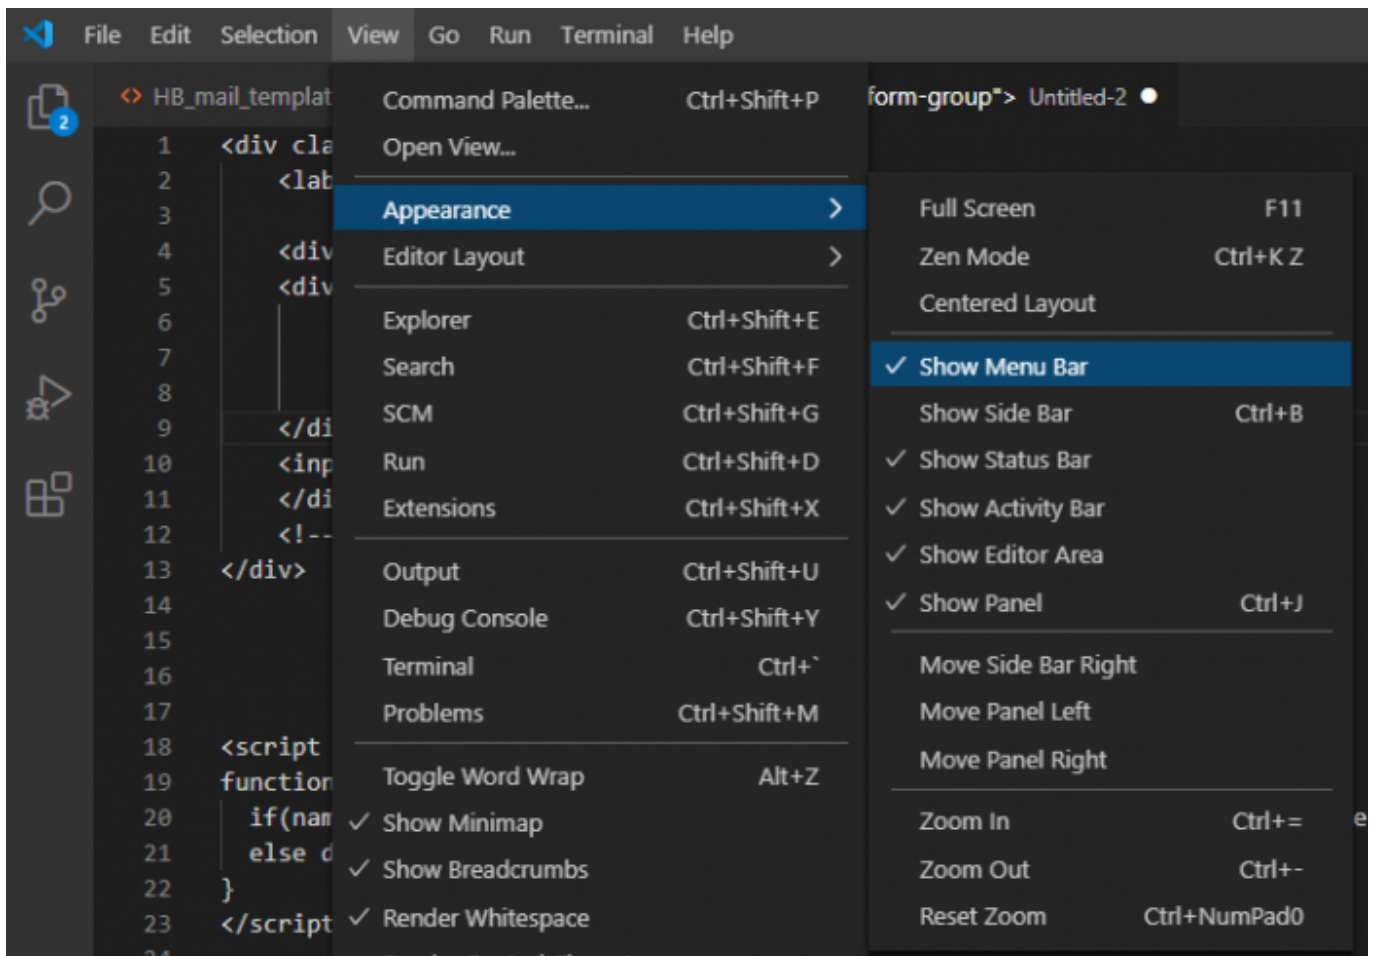 File Edit Selection View Go Run Terminal Help
2
<> HB_mail_templat
form-group"> Untitled-2
1 <div cla
2 <lab
3
4 <div
5 <div
6
7
8
9 </di
10 <inp
11 </di
12 <!--
13 </div>
14
15
16
17
18 <script
19 function
20 if(nam
21 else d
22 }
23 </script
Command Palette... Ctrl+Shift+P
Open View...
Appearance
Editor Layout
Explorer Ctrl+Shift+E
Search Ctrl+Shift+F
SCM Ctrl+Shift+G
Run Ctrl+Shift+D
Extensions Ctrl+Shift+X
Output Ctrl+Shift+U
Debug Console Ctrl+Shift+Y
Terminal Ctrl+`
Problems Ctrl+Shift+M
Toggle Word Wrap Alt+Z
✓ Show Minimap
✓ Show Breadcrumbs
✓ Render Whitespace
Full Screen F11
Zen Mode Ctrl+K Z
Centered Layout
✓ Show Menu Bar
Show Side Bar Ctrl+B
✓ Show Status Bar
✓ Show Activity Bar
✓ Show Editor Area
✓ Show Panel Ctrl+J
Move Side Bar Right
Move Panel Left
Move Panel Right
Zoom In Ctrl+=
Zoom Out Ctrl+-
Reset Zoom Ctrl+NumPad0
e